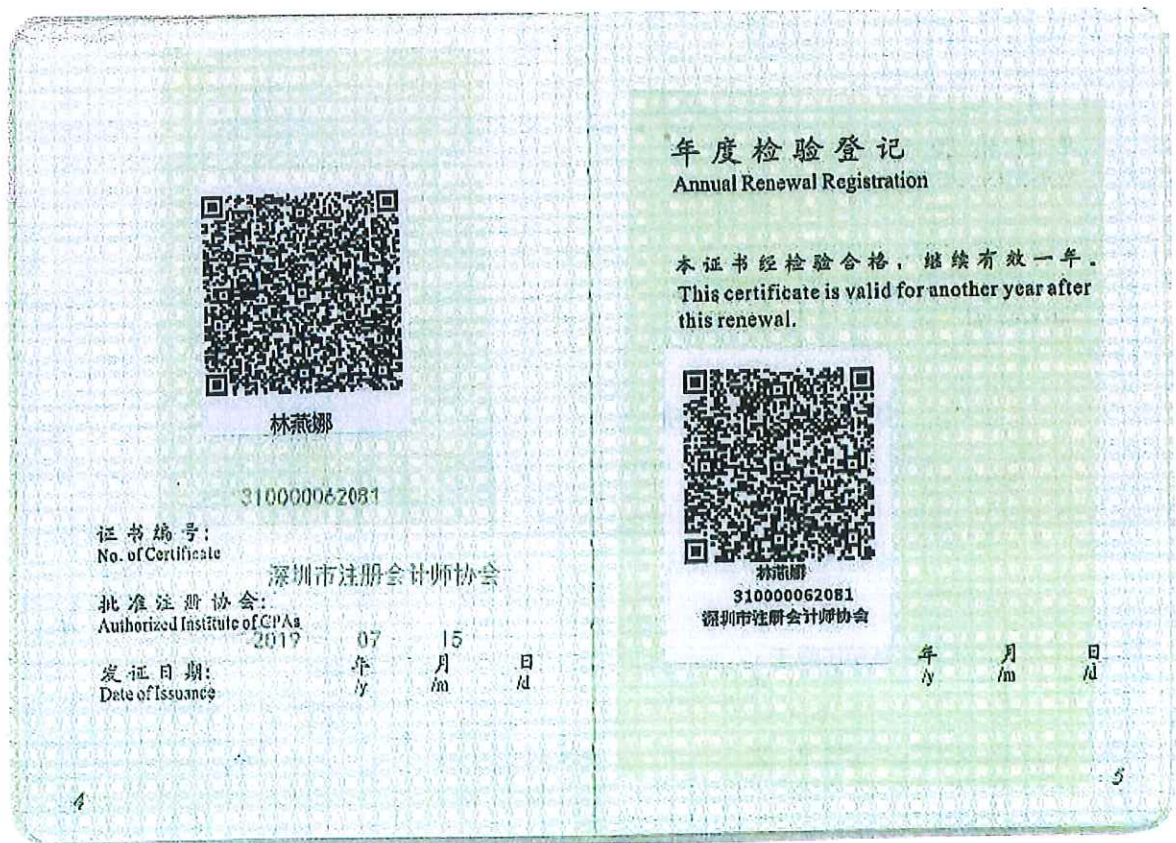 林燕娜
310000062081
证书编号:
No. of Certificate
深圳市注册会计师协会
批准注册协会:
Authorized Institute of CPAs
2019 07 15
发证日期: 年 月 日
Date of Issuance /y /m /d
4
年度检验登记
Annual Renewal Registration
本证书经检验合格，继续有效一年。
This certificate is valid for another year after
this renewal.
林燕娜
310000062081
深圳市注册会计师协会
年 月 日
/y /m /d
5